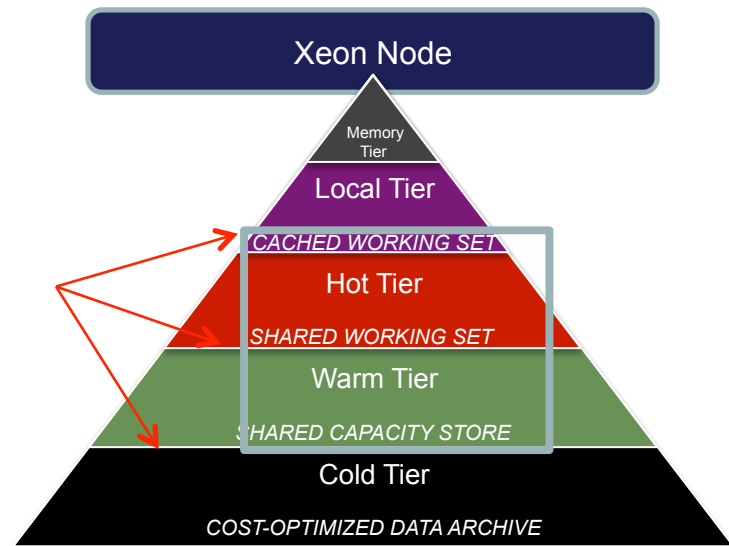 Xeon Node
Memory
Tier
Local Tier
CACHED WORKING SET
Hot Tier
SHARED WORKING SET
Warm Tier
SHARED CAPACITY STORE
Cold Tier
COST-OPTIMIZED DATA ARCHIVE